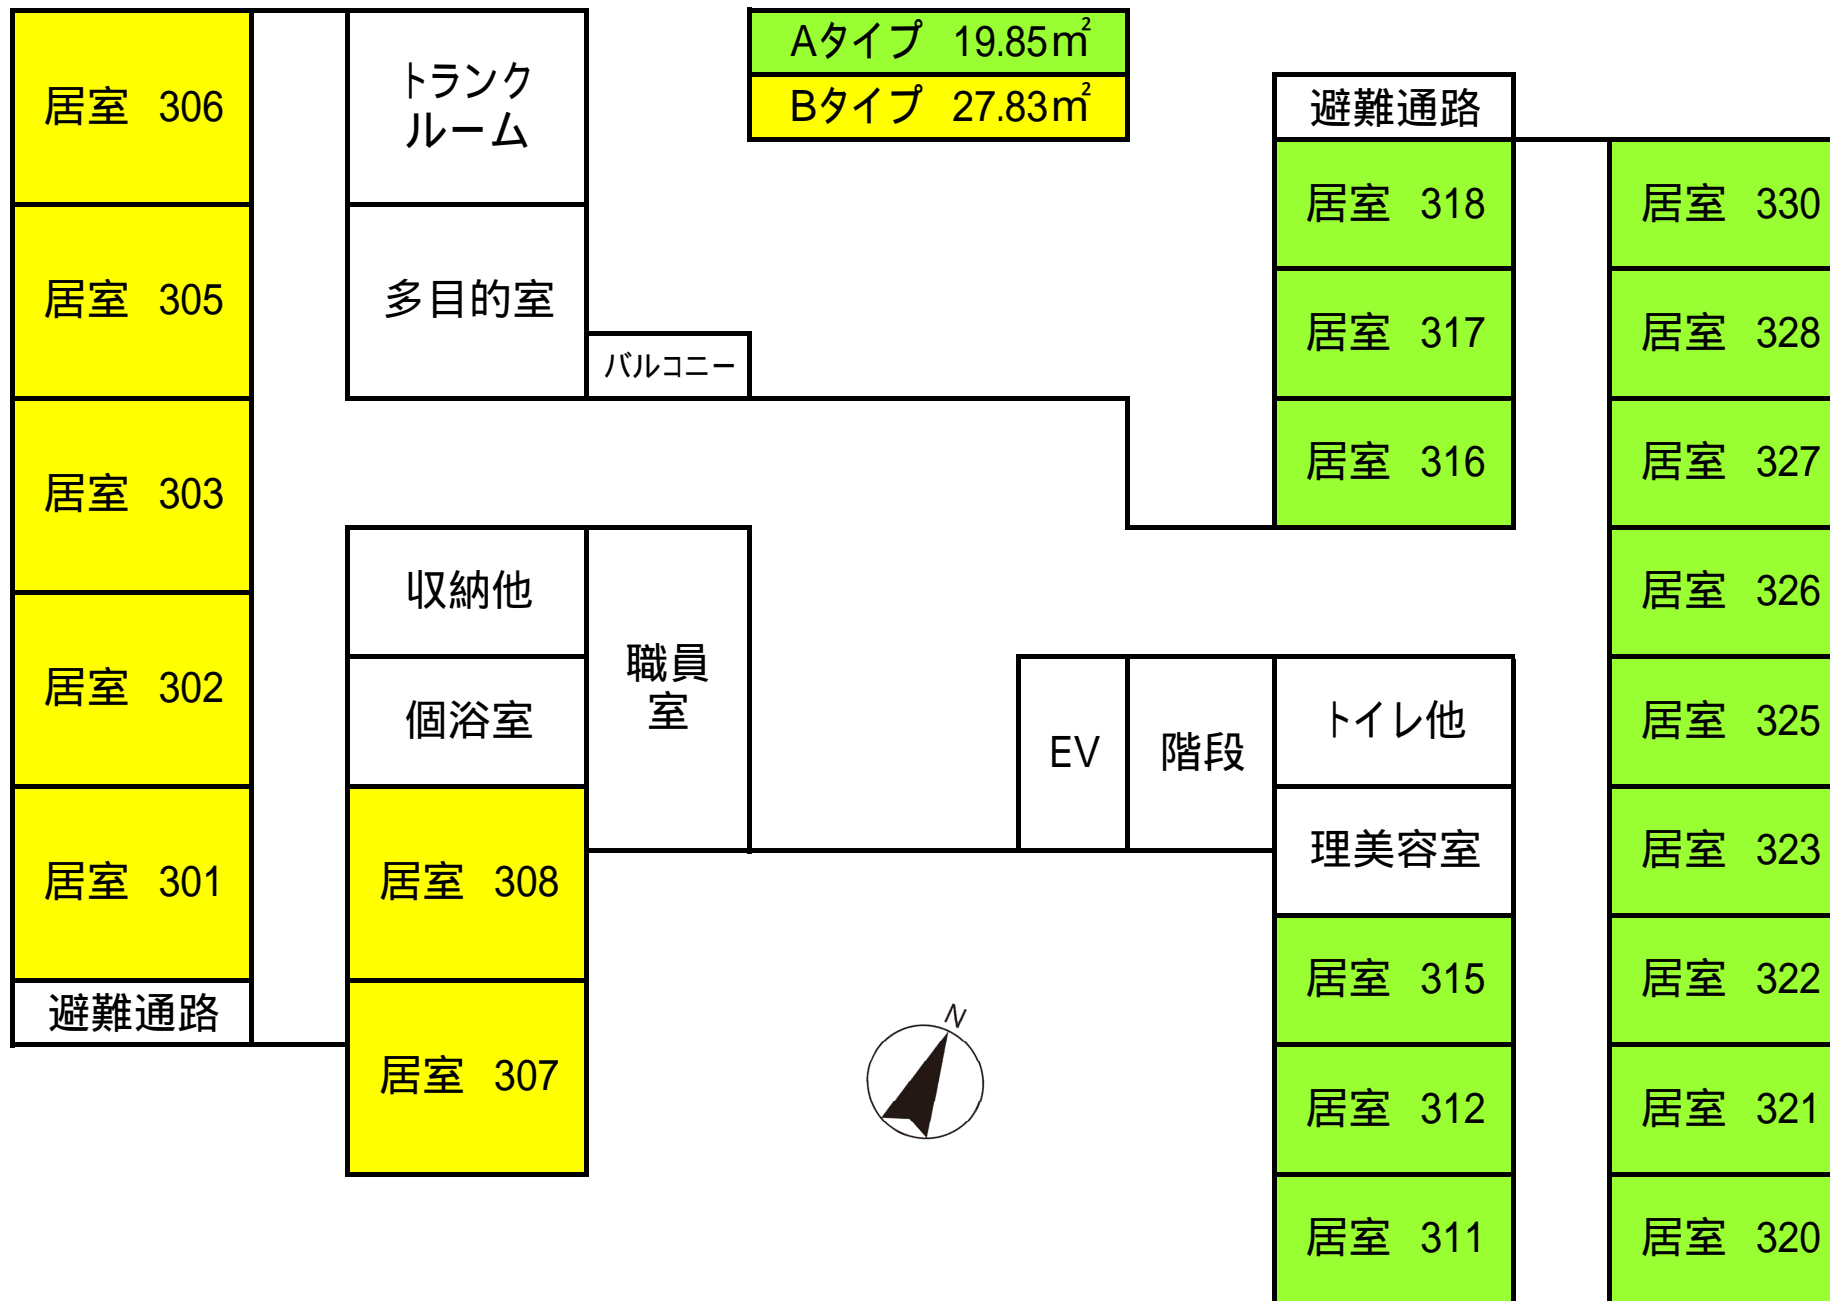 居室 306
トランク
ルーム
Aタイプ 19.85㎡
Bタイプ 27.83㎡
避難通路
居室 318
居室 330
居室 305
多目的室
バルコニー
居室 317
居室 328
居室 303
居室 316
居室 327
収納他
職員
室
居室 326
居室 302
個浴室
EV
階段
トイレ他
居室 325
居室 301
居室 308
理美容室
居室 323
避難通路
居室 307
N
居室 315
居室 322
居室 312
居室 321
居室 311
居室 320